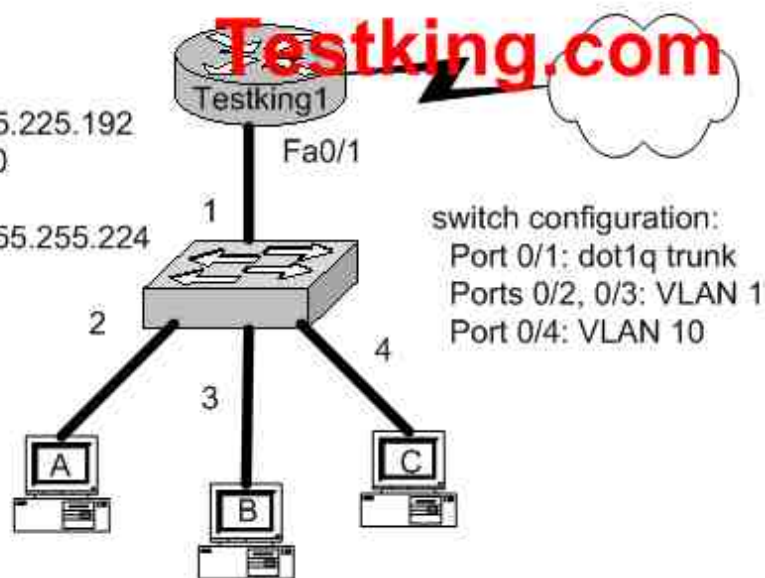 Testking.com
Testking1
5.225.192
Fa0/1
0
1
55.255.224
switch configuration:
Port 0/1: dot1q trunk
Ports 0/2, 0/3: VLAN 1
Port 0/4: VLAN 10
2
4
3
A
C
B